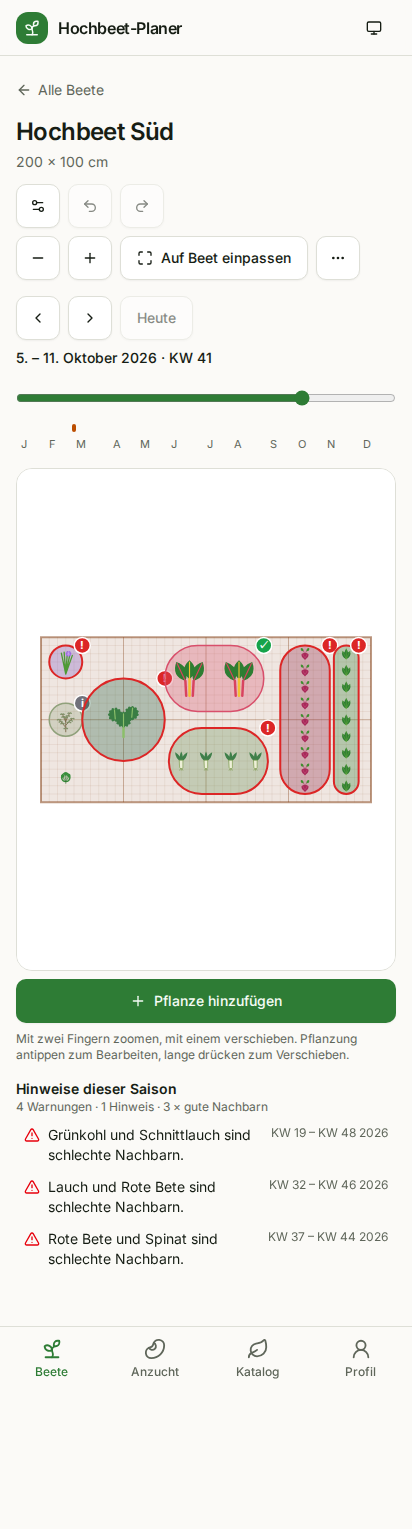 Hochbeet-Planer
Alle Beete
Hochbeet Süd
200 × 100 cm
Auf Beet einpassen
Heute
5. – 11. Oktober 2026 · KW 41
J F M A M J J A S O N D
Pflanze hinzufügen
Mit zwei Fingern zoomen, mit einem verschieben. Pflanzung
antippen zum Bearbeiten, lange drücken zum Verschieben.
Hinweise dieser Saison
4 Warnungen · 1 Hinweis · 3 × gute Nachbarn
Grünkohl und Schnittlauch sind KW 19 – KW 48 2026
schlechte Nachbarn.
Lauch und Rote Bete sind KW 32 – KW 46 2026
schlechte Nachbarn.
Rote Bete und Spinat sind KW 37 – KW 44 2026
schlechte Nachbarn.
Beete Anzucht Katalog Profil